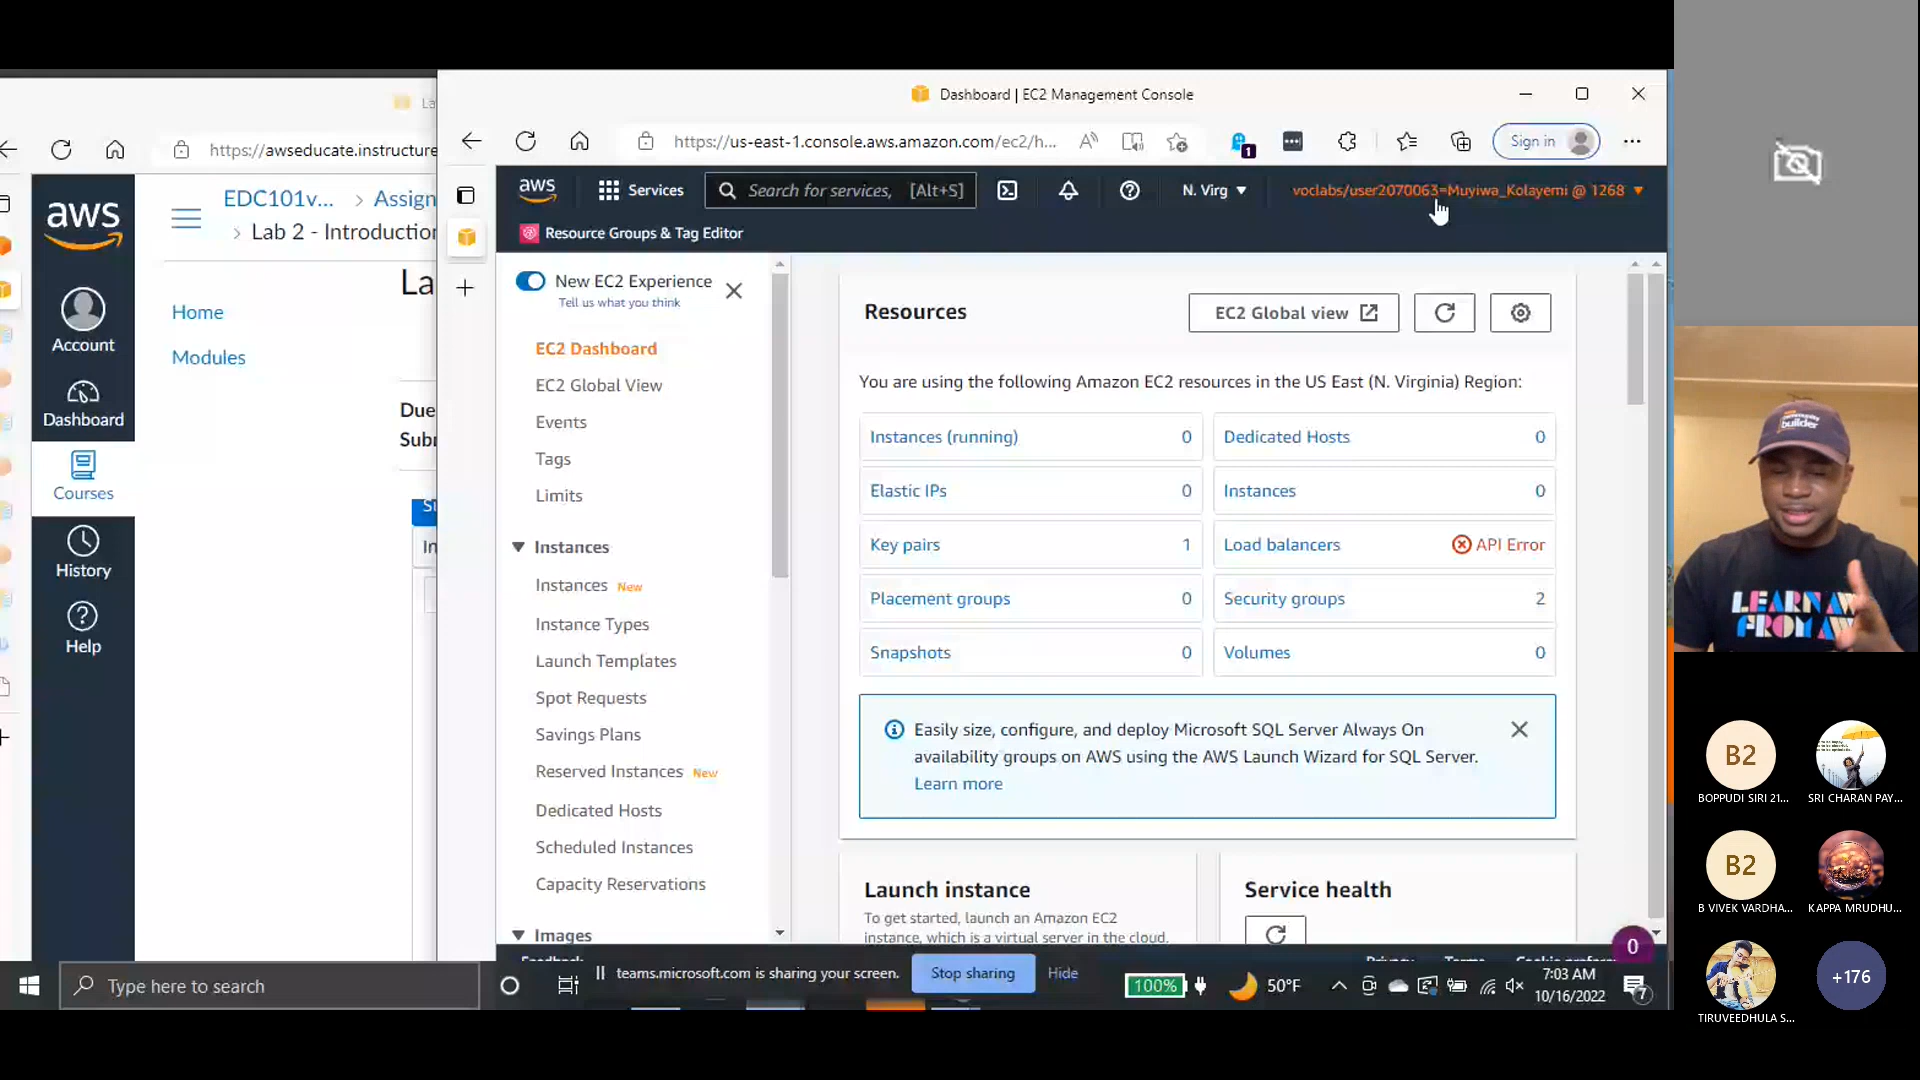 La
https://awseducate.instructure
aws
EDC101v... > Assign
> Lab 2 - Introduction
La
Home
Modules
Account
Dashboard
Courses
History
Help
Due
Subm
In
Dashboard | EC2 Management Console
https://us-east-1.console.aws.amazon.com/ec2/h...
1
Sign in
aws
Services
Search for services, [Alt+S]
N. Virg
voclabs/user2070063=Muyiwa_Kolayemi @ 1268
Resource Groups & Tag Editor
New EC2 Experience
Tell us what you think
EC2 Dashboard
EC2 Global View
Events
Tags
Limits
Instances
Instances New
Instance Types
Launch Templates
Spot Requests
Savings Plans
Reserved Instances New
Dedicated Hosts
Scheduled Instances
Capacity Reservations
Images
Resources
EC2 Global view
You are using the following Amazon EC2 resources in the US East (N. Virginia) Region:
Instances (running) 0
Dedicated Hosts 0
Elastic IPs 0
Instances 0
Key pairs 1
Load balancers API Error
Placement groups 0
Security groups 2
Snapshots 0
Volumes 0
Easily size, configure, and deploy Microsoft SQL Server Always On
availability groups on AWS using the AWS Launch Wizard for SQL Server.
Learn more
Launch instance
To get started, launch an Amazon EC2
instance, which is a virtual server in the cloud.
Service health
0
Type here to search
teams.microsoft.com is sharing your screen.
Stop sharing
Hide
100%
50°F
7:03 AM
10/16/2022
7
builder
LEARN AW
FROM AW
B2
BOPPUDI SIRI 21...
SRI CHARAN PAY...
B2
B VIVEK VARDHA...
KAPPA MRUDHU...
TIRUVEEDHULA S...
+176